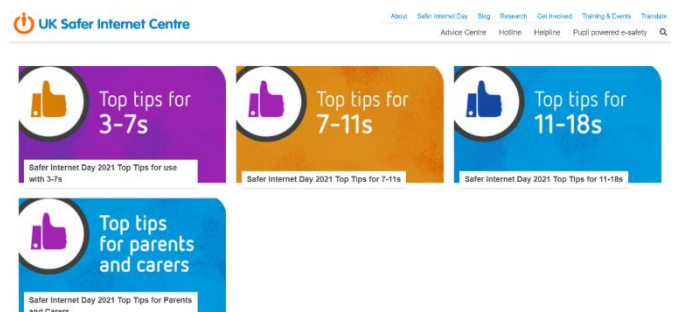 UK Safer Internet Centre
About Safer Internet Day Blog Research Get Involved Training & Events Translate
Advice Centre Hotline Helpline Pupil powered e-safety
Top tips for
3-7s
Safer Internet Day 2021 Top Tips for use
with 3-7s
Top tips for
7-11s
Safer Internet Day 2021 Top Tips for 7-11s
Top tips for
11-18s
Safer Internet Day 2021 Top Tips for 11-18s
Top tips
for parents
and carers
Safer Internet Day 2021 Top Tips for Parents
and Carers